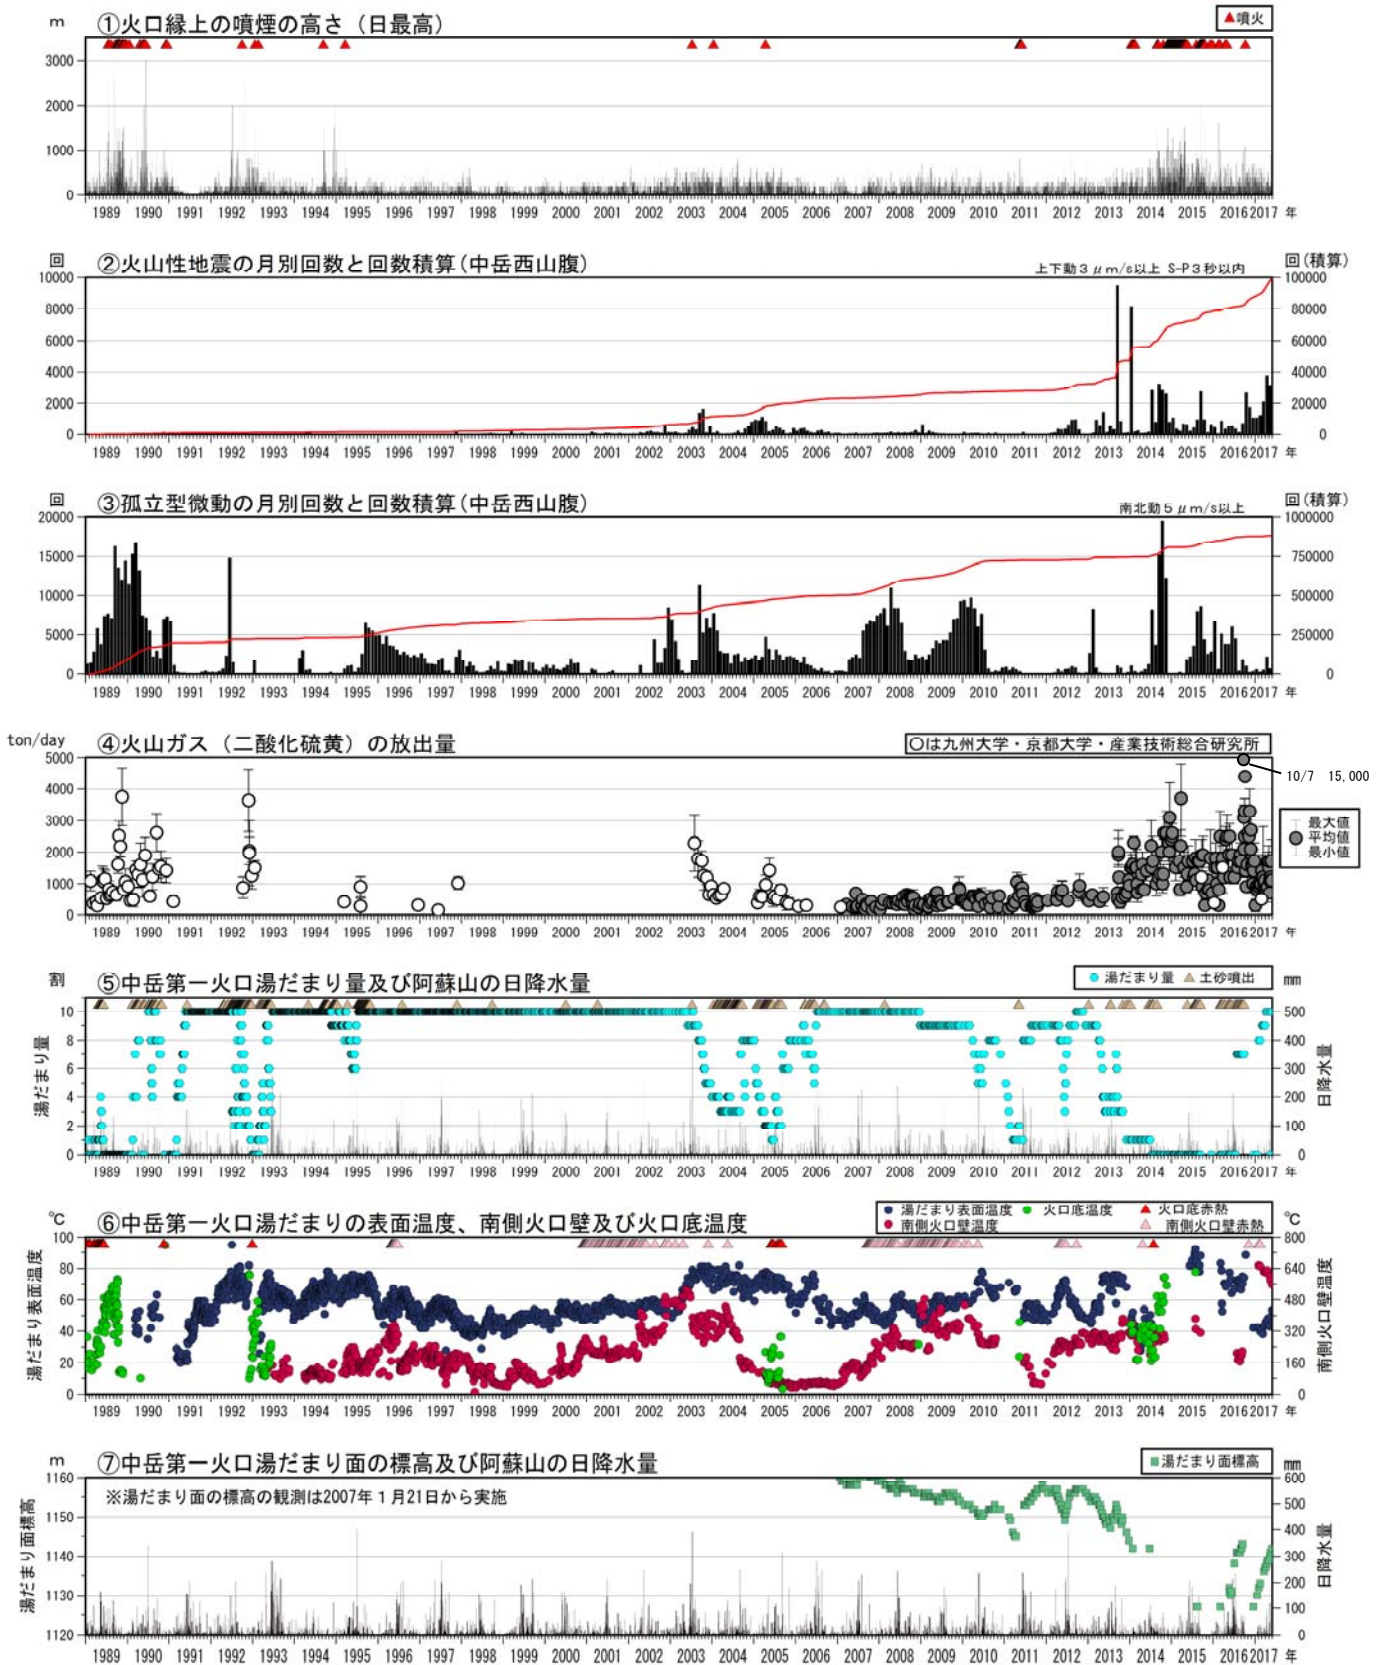 m ①火口縁上の噴煙の高さ（日最高） ▲噴火
3000
2000
1000
0
1989 1990 1991 1992 1993 1994 1995 1996 1997 1998 1999 2000 2001 2002 2003 2004 2005 2006 2007 2008 2009 2010 2011 2012 2013 2014 2015 2016 2017 年
回 ②火山性地震の月別回数と回数積算(中岳西山腹) 上下動３μm/s以上 S-P３秒以内 回(積算)
10000 100000
8000 80000
6000 60000
4000 40000
2000 20000
0 0
1989 1990 1991 1992 1993 1994 1995 1996 1997 1998 1999 2000 2001 2002 2003 2004 2005 2006 2007 2008 2009 2010 2011 2012 2013 2014 2015 2016 2017 年
回 ③孤立型微動の月別回数と回数積算(中岳西山腹) 南北動５μm/s以上 回(積算)
20000 1000000
15000 750000
10000 500000
5000 250000
0 0
1989 1990 1991 1992 1993 1994 1995 1996 1997 1998 1999 2000 2001 2002 2003 2004 2005 2006 2007 2008 2009 2010 2011 2012 2013 2014 2015 2016 2017 年
ton/day ④火山ガス（二酸化硫黄）の放出量 ○は九州大学・京都大学・産業技術総合研究所
5000
10/7 15,000
4000
3000
最大値
平均値
最小値
2000
1000
0
1989 1990 1991 1992 1993 1994 1995 1996 1997 1998 1999 2000 2001 2002 2003 2004 2005 2006 2007 2008 2009 2010 2011 2012 2013 2014 2015 2016 2017 年
割 ⑤中岳第一火口湯だまり量及び阿蘇山の日降水量 湯だまり量 土砂噴出 mm
湯だまり量
日降水量
10 500
8 400
6 300
4 200
2 100
0 0
1989 1990 1991 1992 1993 1994 1995 1996 1997 1998 1999 2000 2001 2002 2003 2004 2005 2006 2007 2008 2009 2010 2011 2012 2013 2014 2015 2016 2017 年
℃ ⑥中岳第一火口湯だまりの表面温度、南側火口壁及び火口底温度 ℃
湯だまり表面温度 火口底温度 火口底赤熱
南側火口壁温度 南側火口壁赤熱
湯だまり表面温度
南側火口壁温度
100 800
80 640
60 480
40 320
20 160
0 0
1989 1990 1991 1992 1993 1994 1995 1996 1997 1998 1999 2000 2001 2002 2003 2004 2005 2006 2007 2008 2009 2010 2011 2012 2013 2014 2015 2016 2017 年
m ⑦中岳第一火口湯だまり面の標高及び阿蘇山の日降水量 湯だまり面標高 mm
※湯だまり面の標高の観測は2007年１月21日から実施
湯だまり面標高
日降水量
1160 600
500
1150
400
1140 300
200
1130
100
1120 0
1989 1990 1991 1992 1993 1994 1995 1996 1997 1998 1999 2000 2001 2002 2003 2004 2005 2006 2007 2008 2009 2010 2011 2012 2013 2014 2015 2016 2017 年